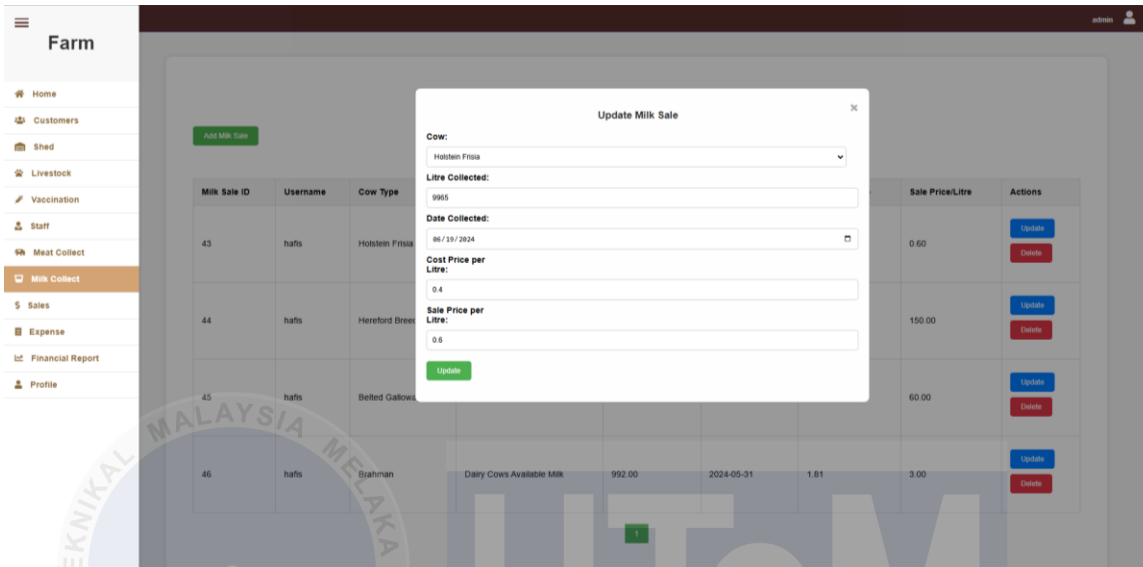 admin
Farm
Home
Customers
Shed
Livestock
Vaccination
Staff
Meat Collect
Milk Collect
$ Sales
Expense
Financial Report
Profile
Add Milk Sale
Update Milk Sale
×
Cow:
Holstein Frisia
Litre Collected:
9965
Date Collected:
06/19/2024
Cost Price per
Litre:
0.4
Sale Price per
Litre:
0.6
Update
Milk Sale ID Username Cow Type Sale Price/Litre Actions
43 hafis Holstein Frisia 0.60 Update
Delete
44 hafis Hereford Breed 150.00 Update
Delete
45 hafis Belted Gallowa 60.00 Update
Delete
46 hafis Brahman Dairy Cows Available Milk 992.00 2024-05-31 1.81 3.00 Update
Delete
1
EKNIKAL MALAYSIA MELAKA
UTeM